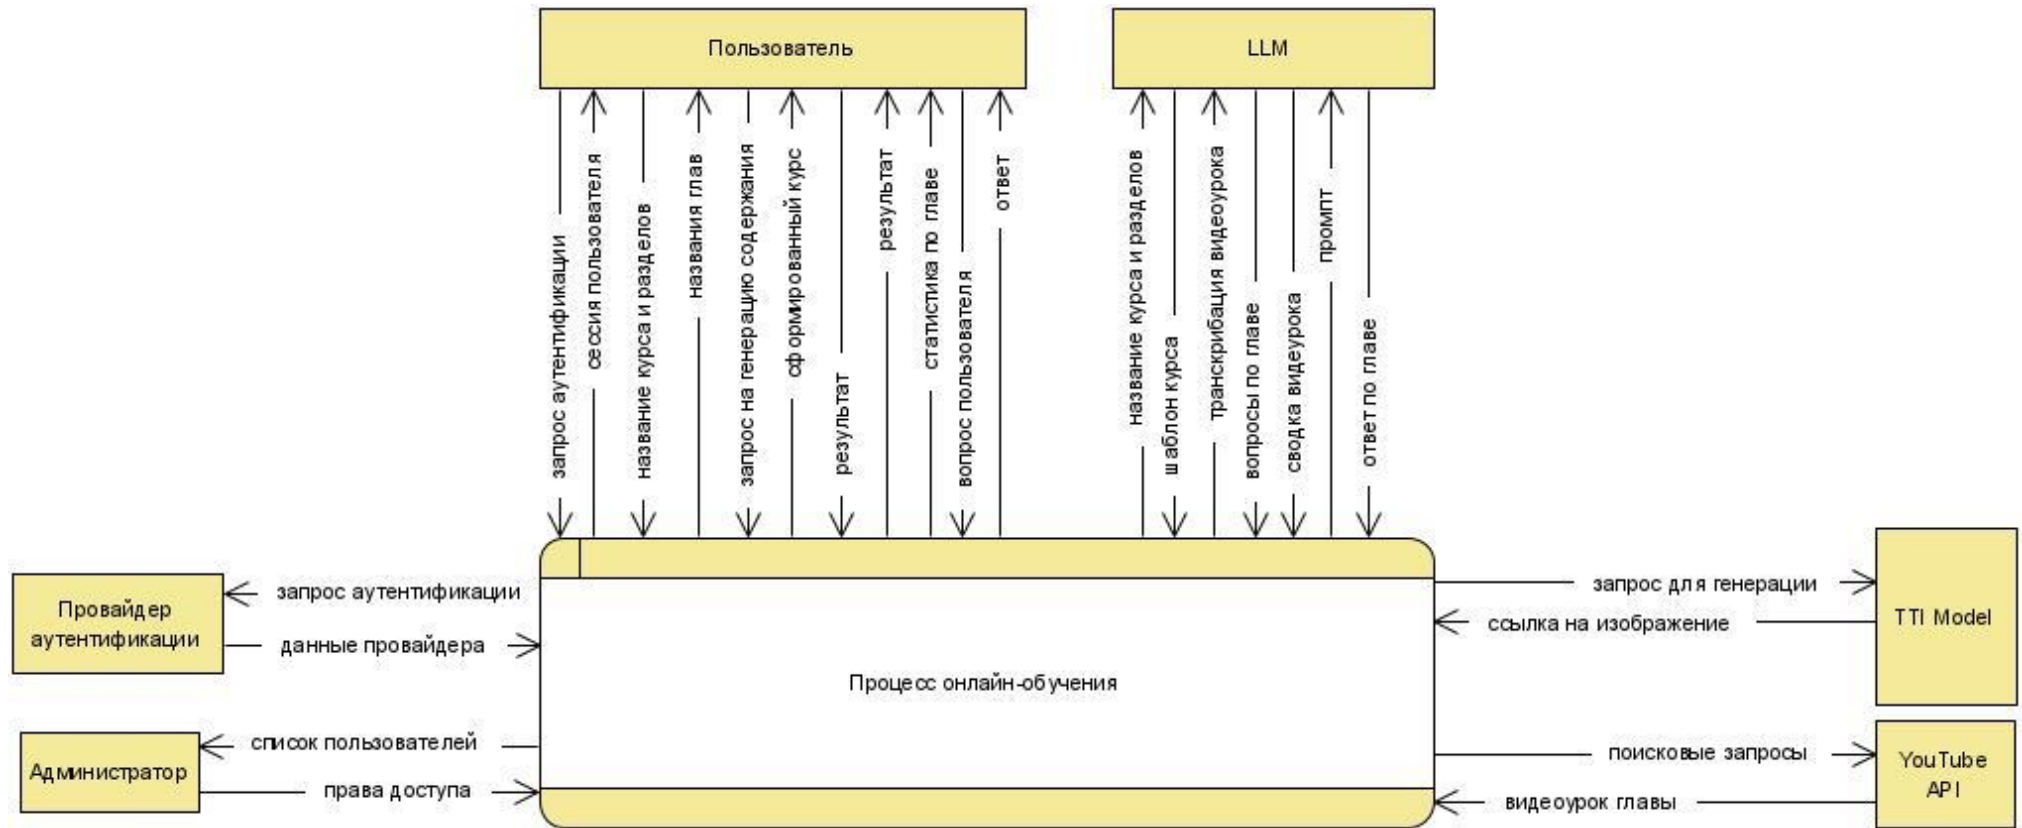 Пользователь
LLM
запрос аутентификации
сессия пользователя
название курса и разделов
названия глав
запрос на генерацию содержания
сформированный курс
результат
результат
статистика по главе
вопрос пользователя
ответ
название курса и разделов
шаблон курса
транскрибация видеоурока
вопросы по главе
сводка видеурока
промпт
ответ по главе
Провайдер
аутентификации
запрос аутентификации
данные провайдера
Администратор
список пользователей
права доступа
Процесс онлайн-обучения
запрос для генерации
ссылка на изображение
TTI Model
поисковые запросы
видеоурок главы
YouTube
API